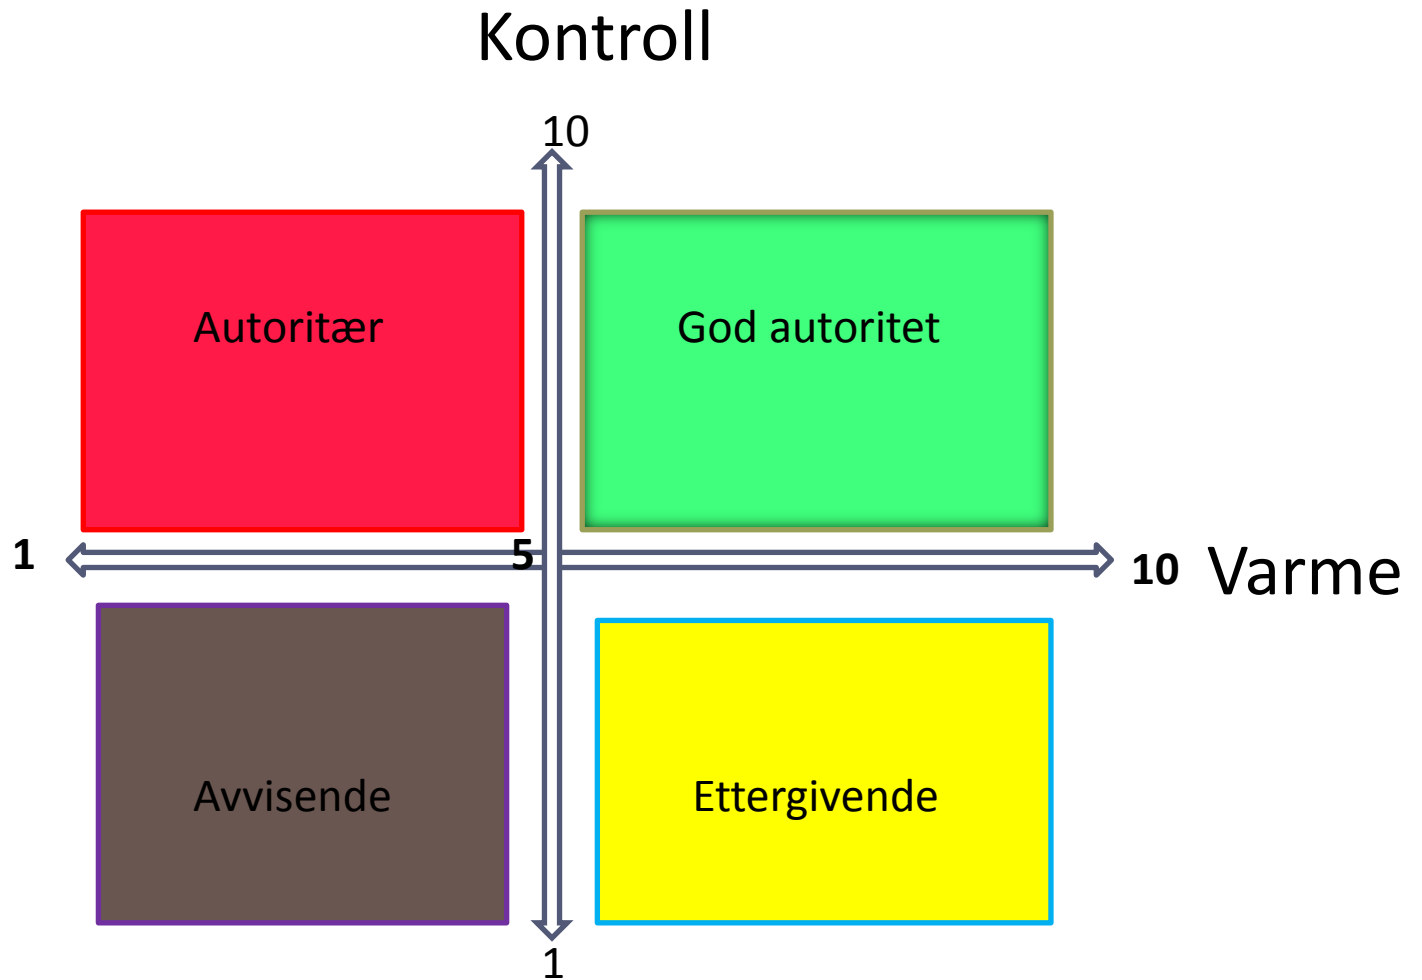 Kontroll
10
Autoritær
God autoritet
1
5
10
Varme
Avvisende
Ettergivende
1